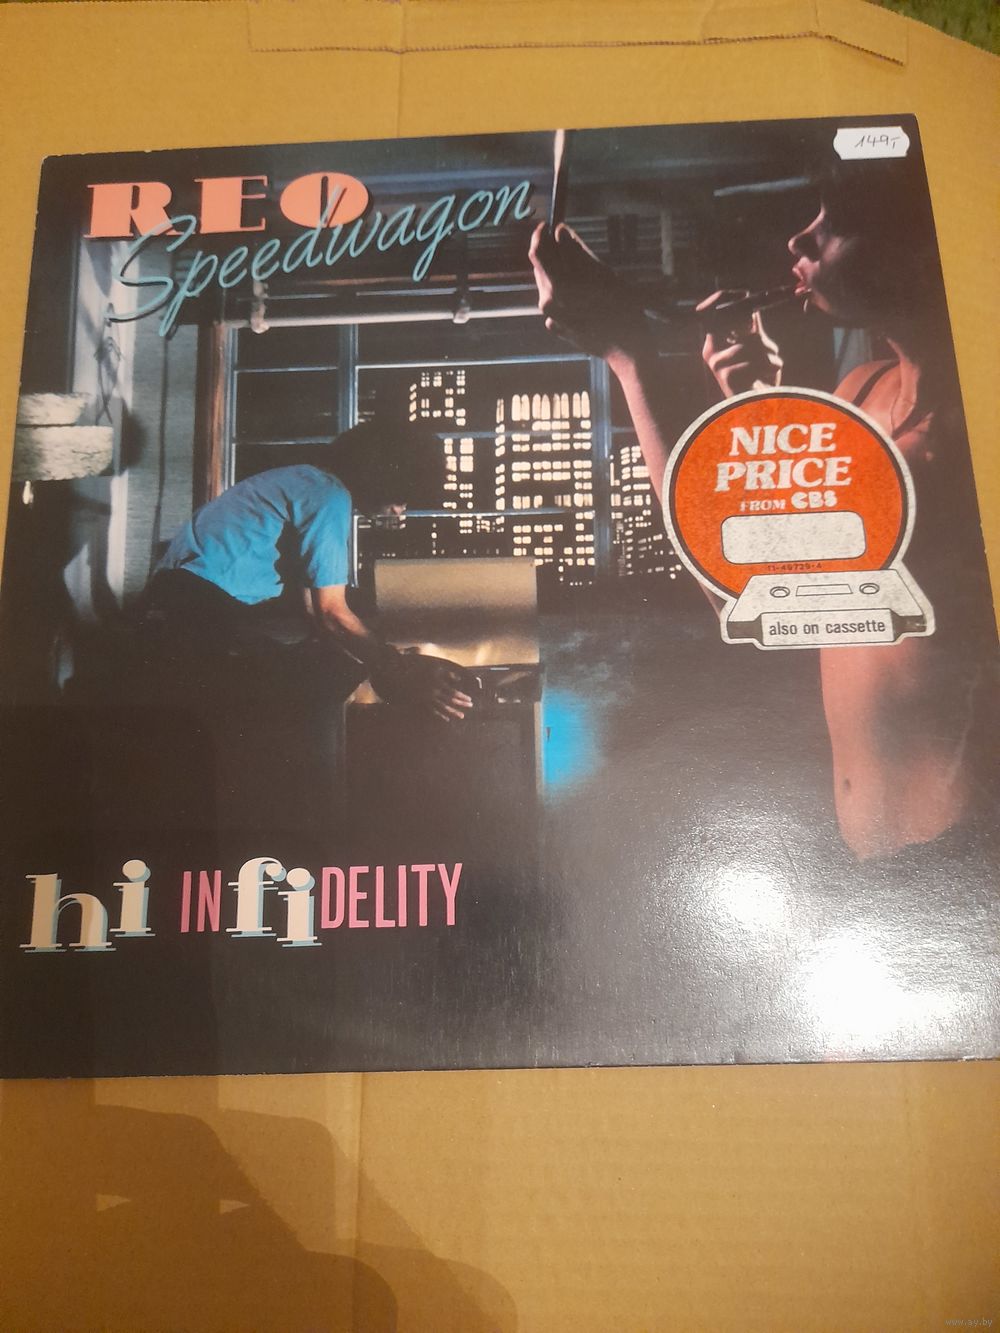 149,-
REO
Speedwagon
NICE
PRICE
FROM CBS
also on cassette
hi INfiDELITY
www.ay.by